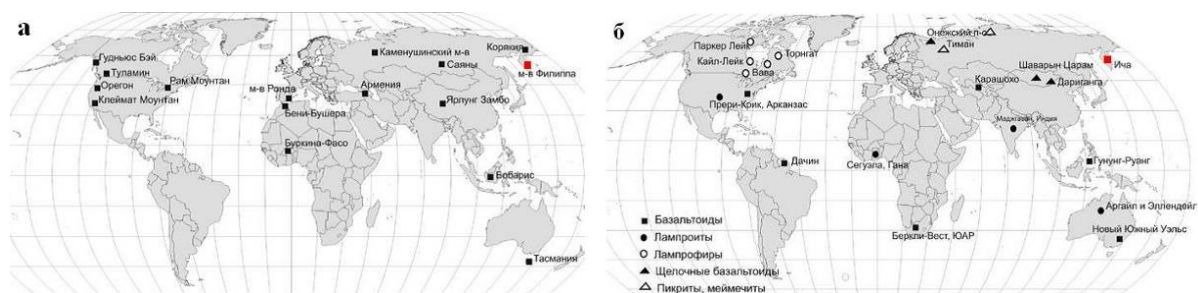 а
Гудньюс Бэй
Туламин
Орегон
Клеймат Моунтан
Рам Моунтан
м-в Ронда
Бени-Бушера
Буркина-Фасо
Армения
Каменушинский м-в
Саяны
Корякия
м-в Филиппа
Ярлунг Замбо
Бобарис
Тасмания
б
Паркер Лейк
Кайл-Лейк
Торнгат
Вава
Прери-Крик, Арканзас
Дачин
Онежский п-ов
Тиман
Шаварын Царам
Карашохо
Дариганга
Ича
Маджгаван, Индия
Сегуэла, Гана
Гунунг-Руанг
Аргайл и Эллендейл
Беркли-Вест, ЮАР
Новый Южный Уэльс
Базальтоиды
Лампроиты
Лампрофиры
Щелочные базальтоиды
Пикриты, меймечиты